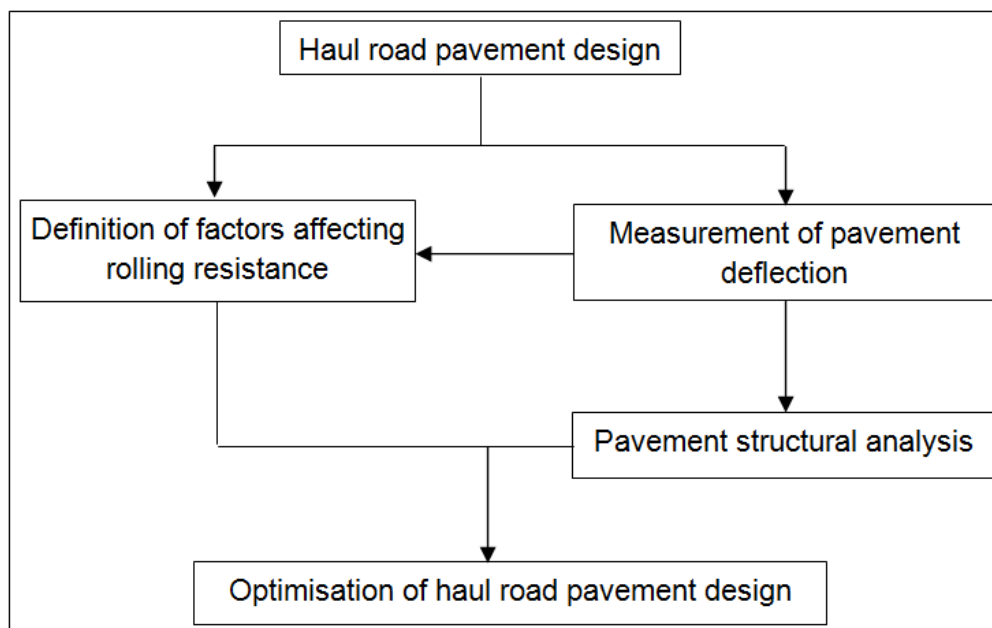 Haul road pavement design
Definition of factors affecting
rolling resistance
Measurement of pavement
deflection
Pavement structural analysis
Optimisation of haul road pavement design